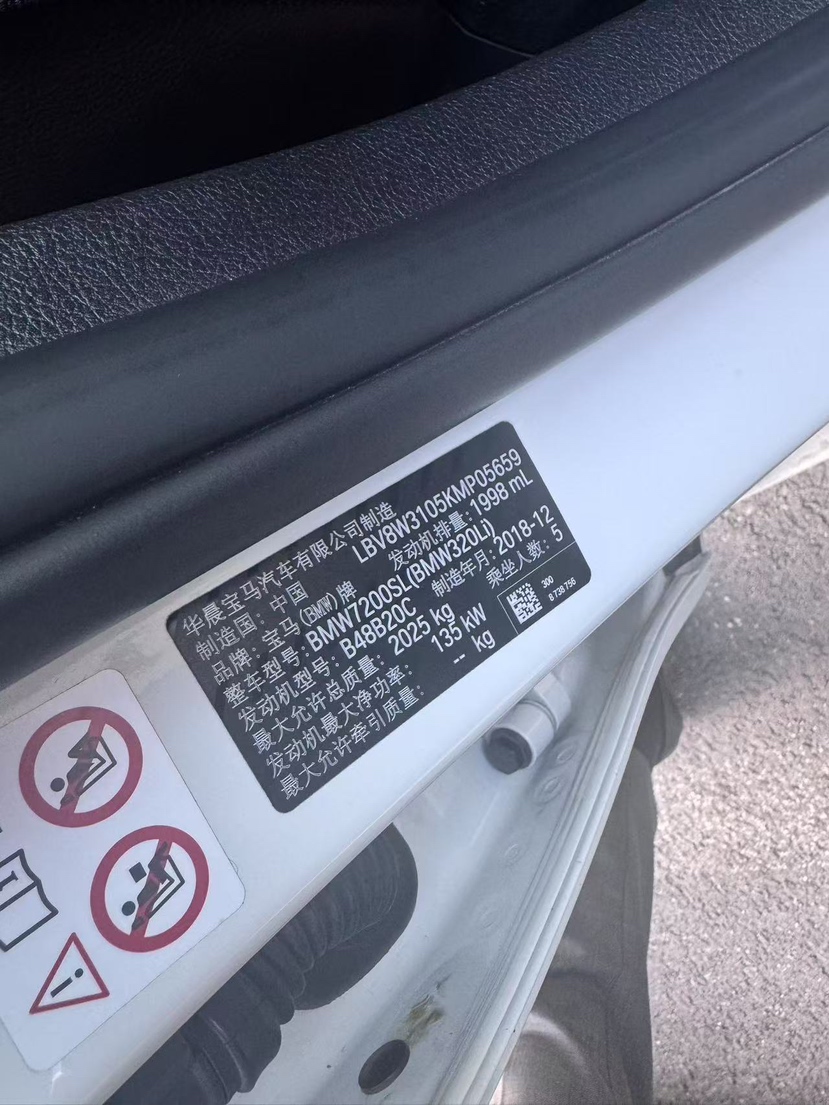 华晨宝马汽车有限公司制造
制造国：中国 LBV8W3105KMP05659
品牌：宝马(BMW)牌 发动机排量：1998 mL
整车型号：BMW7200SL(BMW320Li)
发动机型号：B48B20C 制造年月：2018-12
最大允许总质量：2025 kg 乘坐人数：5
发动机最大净功率：135 kW
最大允许牵引质量：-- kg
300
B 738 756